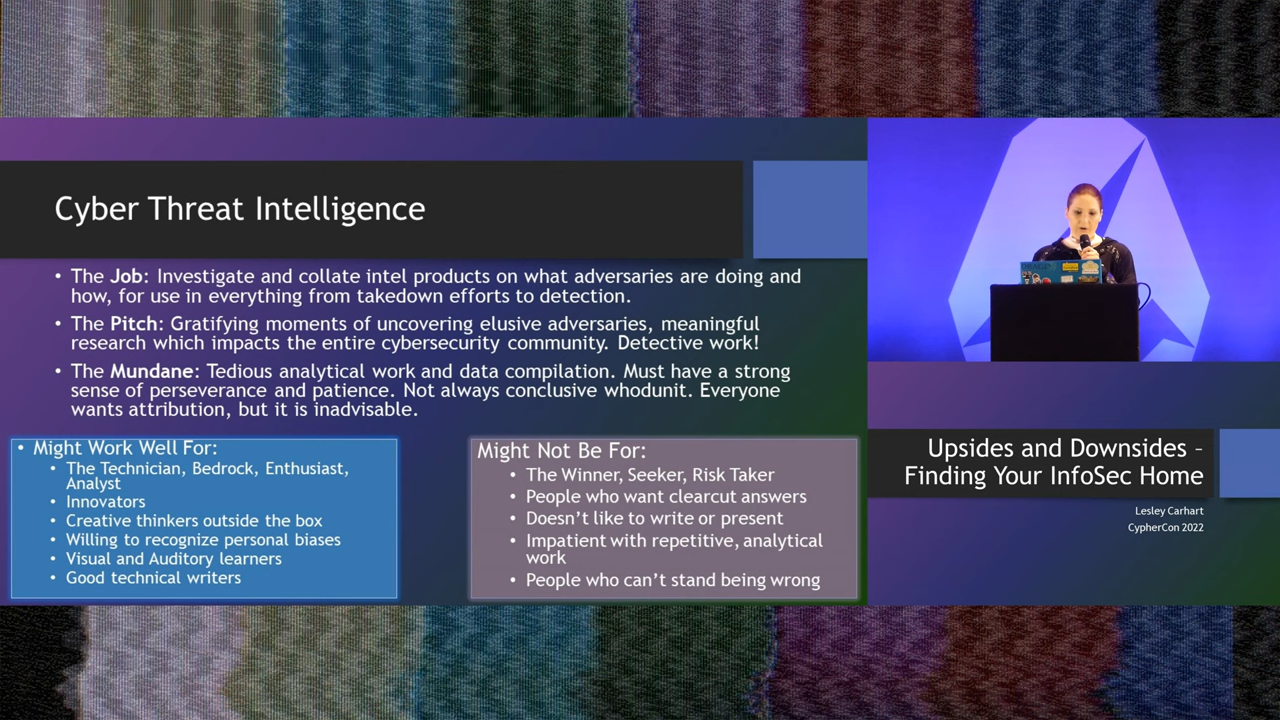 Cyber Threat Intelligence
• The Job: Investigate and collate intel products on what adversaries are doing and
how, for use in everything from takedown efforts to detection.
• The Pitch: Gratifying moments of uncovering elusive adversaries, meaningful
research which impacts the entire cybersecurity community. Detective work!
• The Mundane: Tedious analytical work and data compilation. Must have a strong
sense of perseverance and patience. Not always conclusive whodunit. Everyone
wants attribution, but it is inadvisable.
• Might Work Well For:
• The Technician, Bedrock, Enthusiast,
Analyst
• Innovators
• Creative thinkers outside the box
• Willing to recognize personal biases
• Visual and Auditory learners
• Good technical writers
Might Not Be For:
• The Winner, Seeker, Risk Taker
• People who want clearcut answers
• Doesn't like to write or present
• Impatient with repetitive, analytical
work
• People who can't stand being wrong
Upsides and Downsides –
Finding Your InfoSec Home
Lesley Carhart
CypherCon 2022